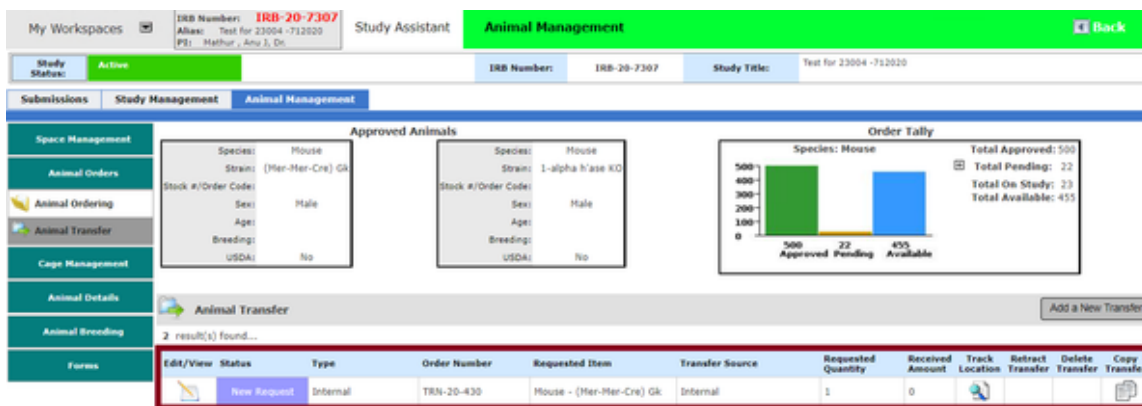 My Workspaces
IRB Number: IRB-20-7307
Alias: Test for 23004 -712020
PI: Mathur , Anu J, Dr.
Study Assistant
Animal Management
Back
Study Status: Active
IRB Number: IRB-20-7307
Study Title: Test for 23004 -712020
Submissions Study Management Animal Management
Space Management
Animal Orders
Animal Ordering
Animal Transfer
Cage Management
Animal Details
Animal Breeding
Forms
Approved Animals
Species: Mouse
Strain: (Mer-Mer-Cre) Gk
Stock #/Order Code:
Sex: Male
Age:
Breeding:
USDA: No
Species: Mouse
Strain: 1-alpha h'ase KO
Stock #/Order Code:
Sex: Male
Age:
Breeding:
USDA: No
Order Tally
Species: Mouse
500
400
300
200
100
0
500 Approved
22 Pending
455 Available
Total Approved: 500
Total Pending: 22
Total On Study: 23
Total Available: 455
Animal Transfer
Add a New Transfer
2 result(s) found...
Edit/View Status Type Order Number Requested Item Transfer Source Requested Quantity Received Amount Track Location Retract Transfer Delete Transfer Copy Transfe
New Request Internal TRN-20-430 Mouse - (Mer-Mer-Cre) Gk Internal 1 0